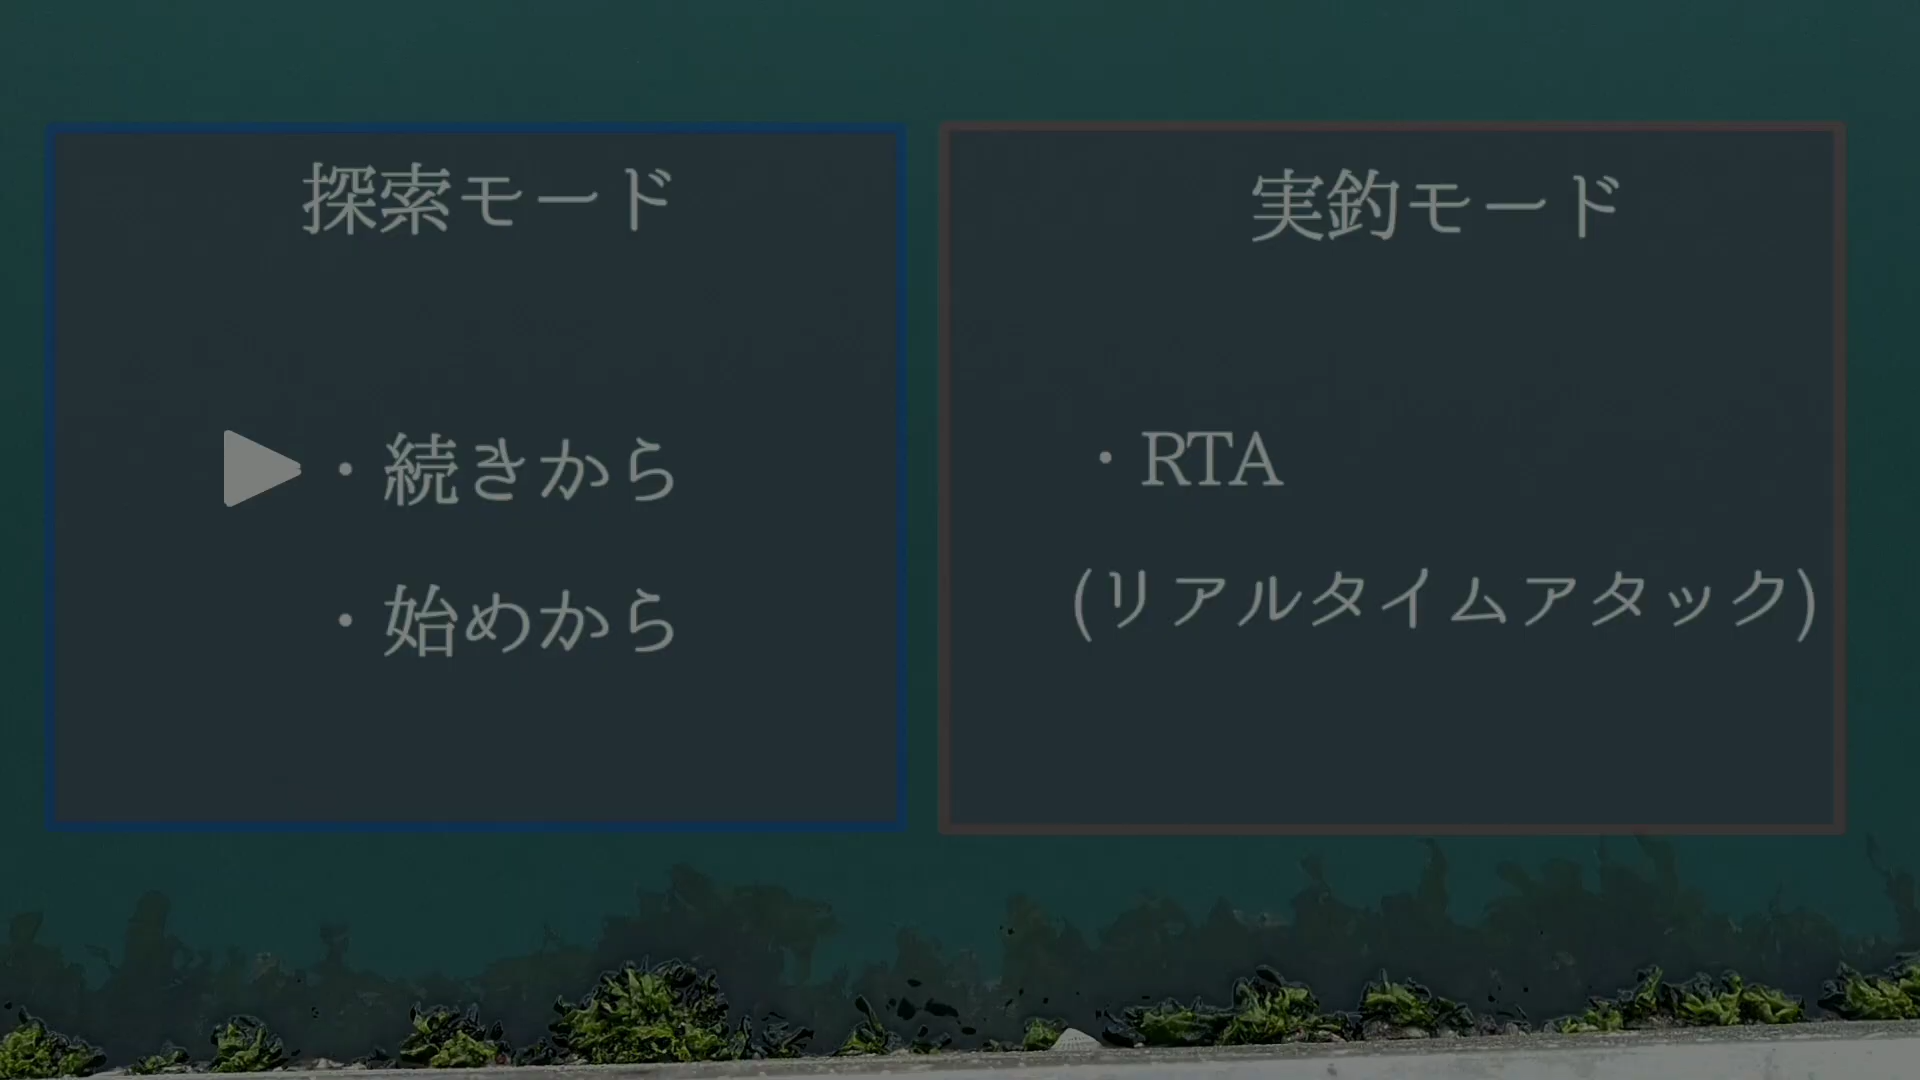 探索モード
・続きから
・始めから
実釣モード
・RTA
(リアルタイムアタック)